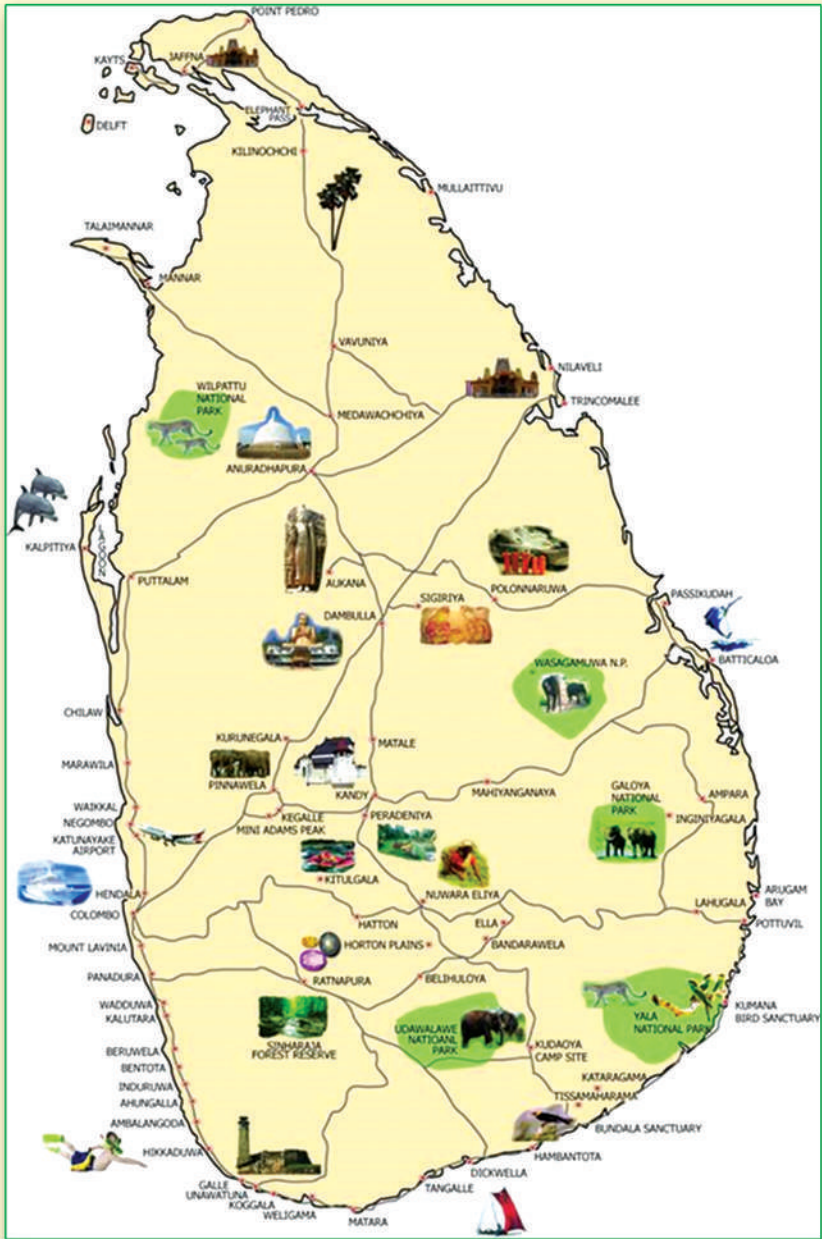 POINT PEDRO
JAFFNA
KAYTS
ELEPHANT
PASS
DELFT
KILINOCHCHI
MULLAITTIVU
TALAIMANNAR
MANNAR
VAVUNIYA
NILAVELI
WILPATTU
NATIONAL
PARK
TRINCOMALEE
MEDAWACHCHIYA
ANURADHAPURA
KALPITIYA
LAGOON
PUTTALAM
AUKANA
SIGIRIYA
POLONNARUWA
PASSIKUDAH
DAMBULLA
BATTICALOA
WASAGAMUWA N.P.
CHILAW
KURUNEGALA
MATALE
MARAWILA
PINNAWELA
KANDY
MAHIYANGANAYA
GALOYA
NATIONAL
PARK
AMPARA
INGINIYAGALA
WAIKKAL
NEGOMBO
KATUNAYAKE
AIRPORT
KEGALLE
MINI ADAMS PEAK
PERADENIYA
KITULGALA
NUWARA ELIYA
HENDALA
COLOMBO
LAHUGALA
ARUGAM
BAY
POTTUVIL
HATTON
ELLA
BANDARAWELA
MOUNT LAVINIA
HORTON PLAINS
PANADURA
RATNAPURA
BELIHULOYA
WADDUWA
KALUTARA
YALA
NATIONAL PARK
KUMANA
BIRD SANCTUARY
SINHARAJA
FOREST RESERVE
UDAWALAWE
NATIOANL
PARK
KUDAOYA
CAMP SITE
BERUWELA
BENTOTA
INDURUWA
AHUNGALLA
AMBALANGODA
KATARAGAMA
TISSAMAHARAMA
BUNDALA SANCTUARY
HIKKADUWA
HAMBANTOTA
DICKWELLA
GALLE
UNAWATUNA
KOGGALA
WELIGAMA
TANGALLE
MATARA